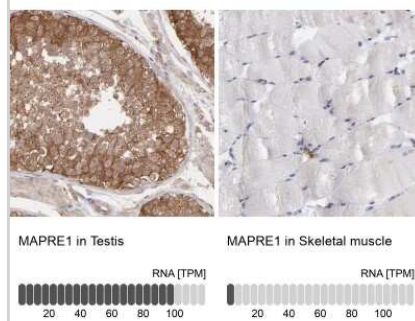 MAPRE1 in Testis
RNA [TPM]
20 40 60 80 100
MAPRE1 in Skeletal muscle
RNA [TPM]
20 40 60 80 100